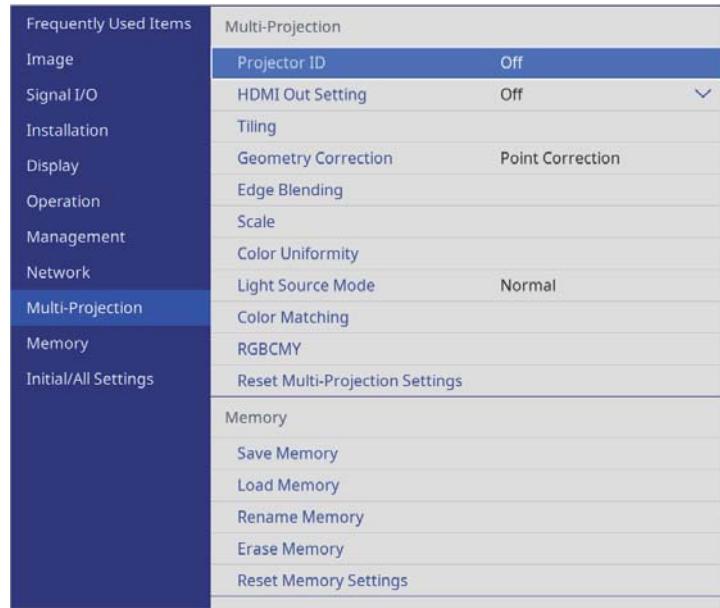 Frequently Used Items
Image
Signal I/O
Installation
Display
Operation
Management
Network
Multi-Projection
Memory
Initial/All Settings
Multi-Projection
Projector ID Off
HDMI Out Setting Off
Tiling
Geometry Correction Point Correction
Edge Blending
Scale
Color Uniformity
Light Source Mode Normal
Color Matching
RGBCMY
Reset Multi-Projection Settings
Memory
Save Memory
Load Memory
Rename Memory
Erase Memory
Reset Memory Settings